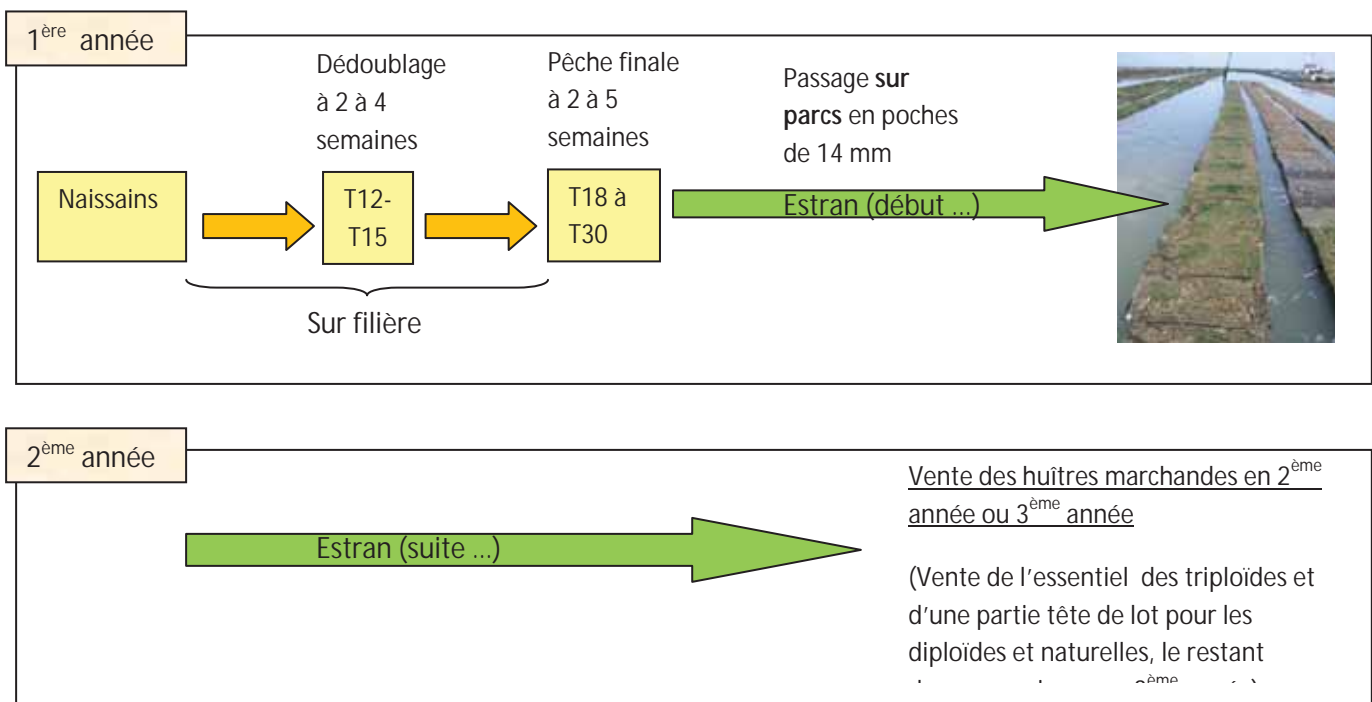 1ère année
Dédoublage
à 2 à 4
semaines
Pêche finale
à 2 à 5
semaines
Passage sur
parcs en poches
de 14 mm
Naissains
T12-
T15
T18 à
T30
Estran (début ...)
Sur filière
2ème année
Vente des huîtres marchandes en 2ème
année ou 3ème année
Estran (suite ...)
(Vente de l'essentiel des triploïdes et
d'une partie tête de lot pour les
diploïdes et naturelles, le restant